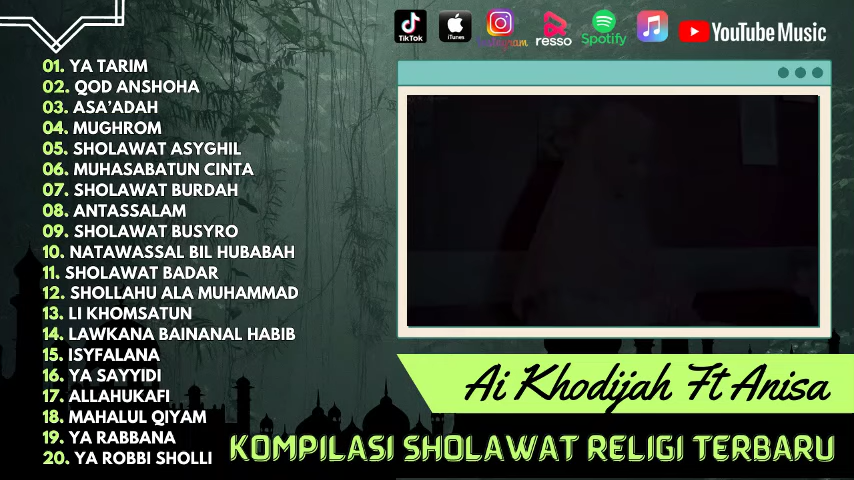 TikTok
iTunes
Instagram
resso
Spotify
YouTube Music
01. YA TARIM
02. QOD ANSHOHA
03. ASA'ADAH
04. MUGHROM
05. SHOLAWAT ASYGHIL
06. MUHASABATUN CINTA
07. SHOLAWAT BURDAH
08. ANTASSALAM
09. SHOLAWAT BUSYRO
10. NATAWASSAL BIL HUBABAH
11. SHOLAWAT BADAR
12. SHOLLAHU ALA MUHAMMAD
13. LI KHOMSATUN
14. LAWKANA BAINANAL HABIB
15. ISYFALANA
16. YA SAYYIDI
17. ALLAHUKAFI
18. MAHALUL QIYAM
19. YA RABBANA
20. YA ROBBI SHOLLI
Ai Khodijah Ft Anisa
KOMPILASI SHOLAWAT RELIGI TERBARU